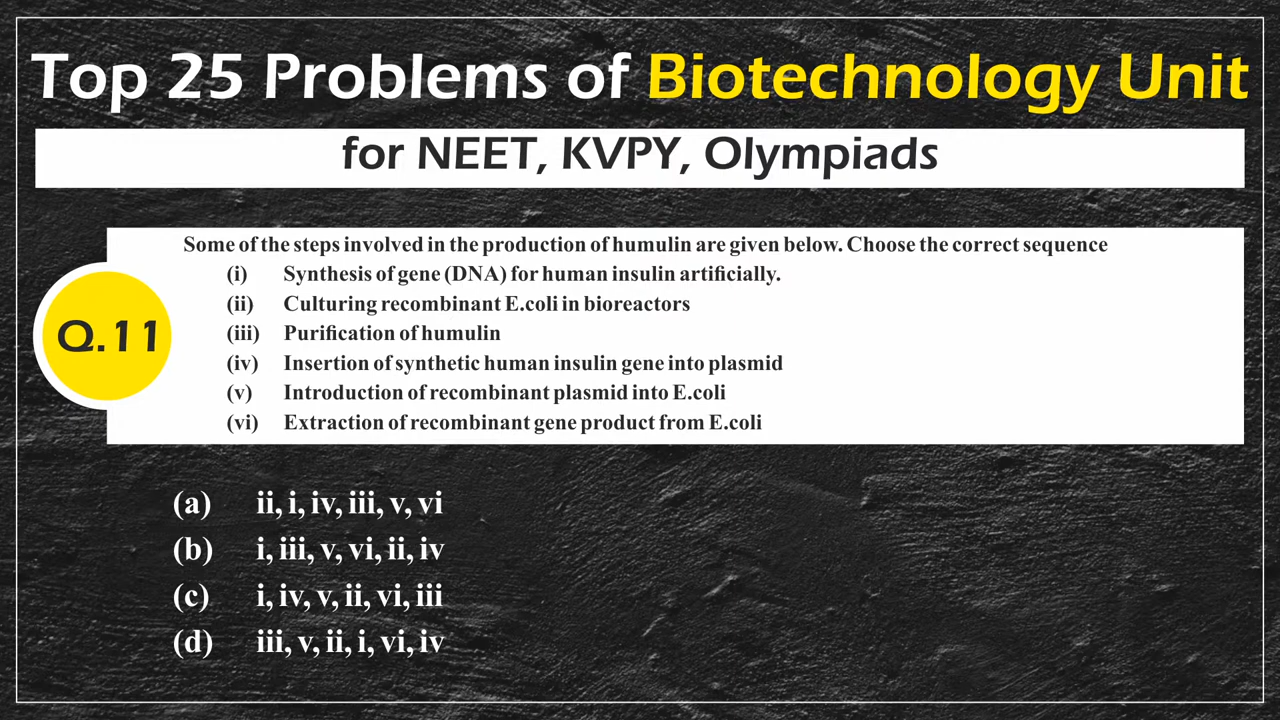 Top 25 Problems of Biotechnology Unit
for NEET, KVPY, Olympiads
Q.11
Some of the steps involved in the production of humulin are given below. Choose the correct sequence
(i) Synthesis of gene (DNA) for human insulin artificially.
(ii) Culturing recombinant E.coli in bioreactors
(iii) Purification of humulin
(iv) Insertion of synthetic human insulin gene into plasmid
(v) Introduction of recombinant plasmid into E.coli
(vi) Extraction of recombinant gene product from E.coli
(a) ii, i, iv, iii, v, vi
(b) i, iii, v, vi, ii, iv
(c) i, iv, v, ii, vi, iii
(d) iii, v, ii, i, vi, iv